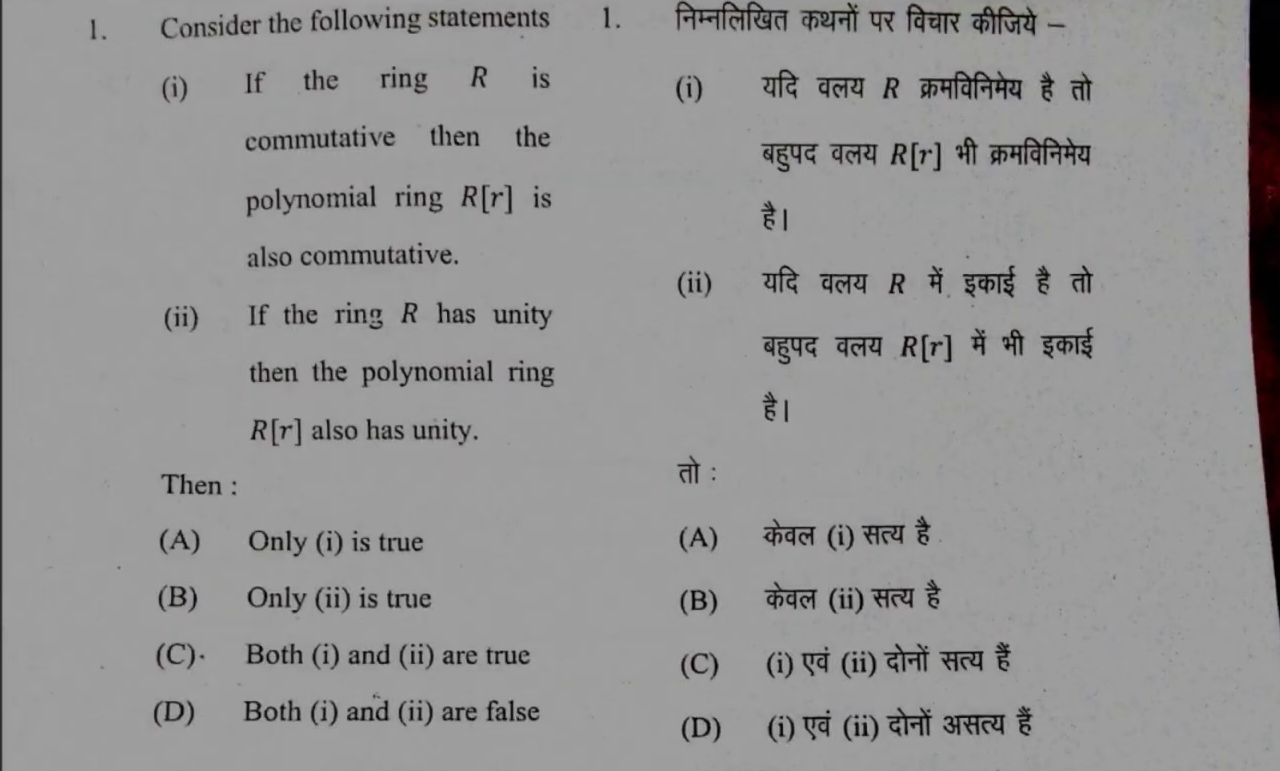 1. Consider the following statements
(i) If the ring R is
commutative then the
polynomial ring R[r] is
also commutative.
(ii) If the ring R has unity
then the polynomial ring
R[r] also has unity.
Then :
(A) Only (i) is true
(B) Only (ii) is true
(C) Both (i) and (ii) are true
(D) Both (i) and (ii) are false
1. निम्नलिखित कथनों पर विचार कीजिये –
(i) यदि वलय R क्रमविनिमेय है तो
बहुपद वलय R[r] भी क्रमविनिमेय
है।
(ii) यदि वलय R में इकाई है तो
बहुपद वलय R[r] में भी इकाई
है।
तो :
(A) केवल (i) सत्य है
(B) केवल (ii) सत्य है
(C) (i) एवं (ii) दोनों सत्य हैं
(D) (i) एवं (ii) दोनों असत्य हैं